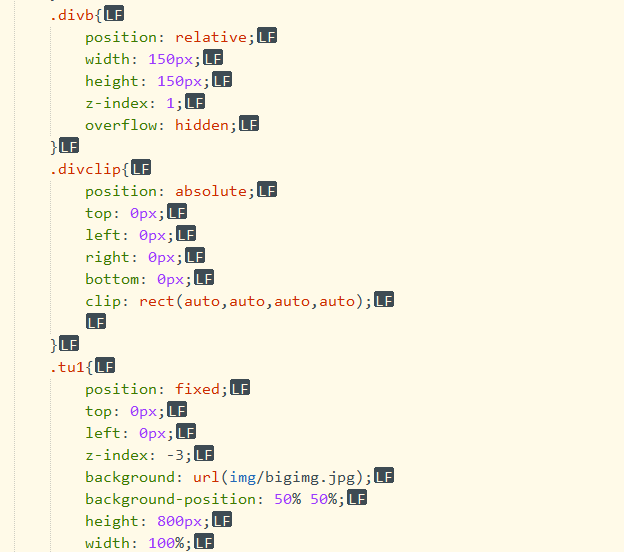 .divb{LF
position: relative;LF
width: 150px;LF
height: 150px;LF
z-index: 1;LF
overflow: hidden;LF
}LF
.divclip{LF
position: absolute;LF
top: 0px;LF
left: 0px;LF
right: 0px;LF
bottom: 0px;LF
clip: rect(auto,auto,auto,auto);LF
LF
}LF
.tu1{LF
position: fixed;LF
top: 0px;LF
left: 0px;LF
z-index: -3;LF
background: url(img/bigimg.jpg);LF
background-position: 50% 50%;LF
height: 800px;LF
width: 100%;LF